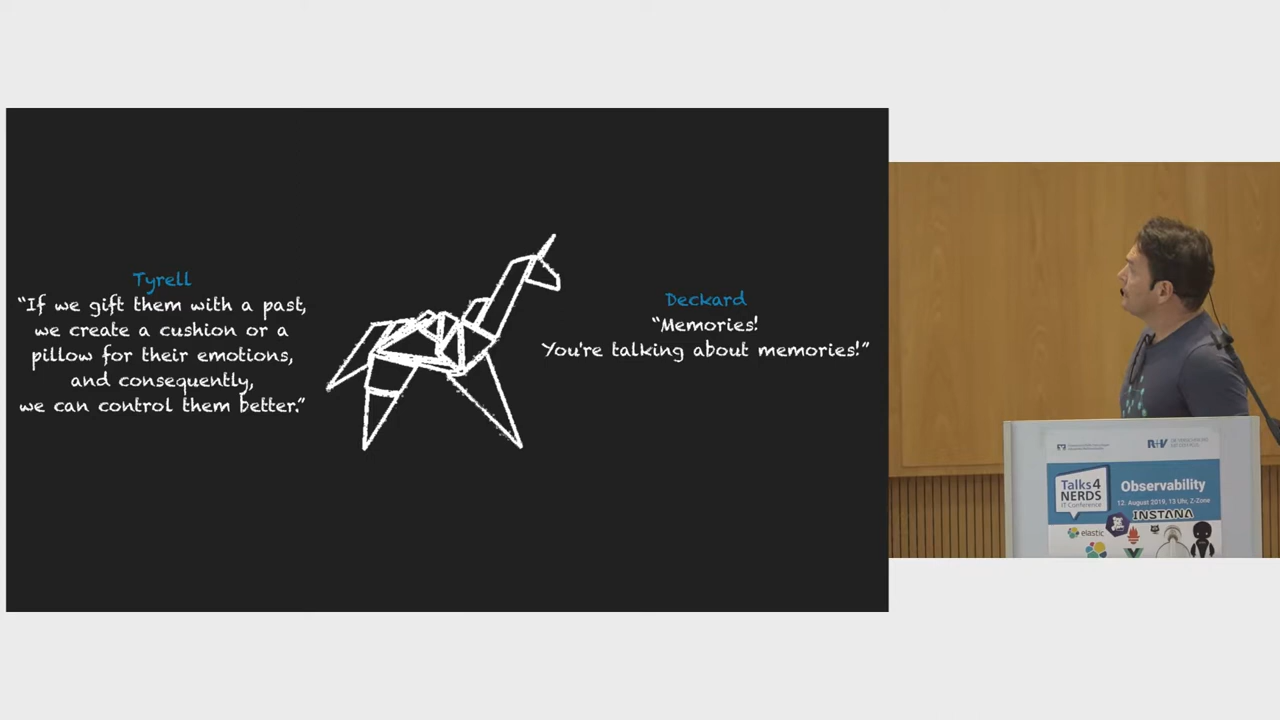 Tyrell
“If we gift them with a past,
we create a cushion or a
pillow for their emotions,
and consequently,
we can control them better.”
Deckard
“Memories!
You're talking about memories!”
R+V
Talks4
NERDS
IT Conference
Observability
12. August 2019, 13 Uhr, Z-Zone
INSTANA
elastic